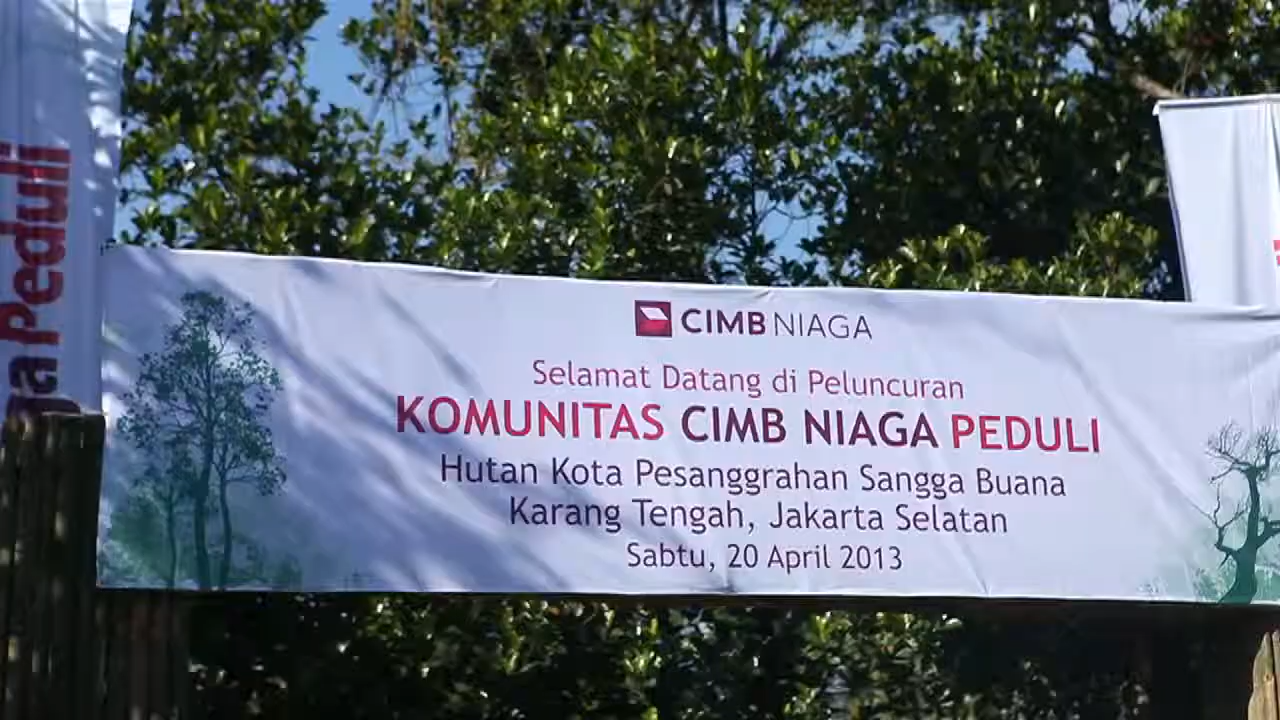 a Peduli
CIMB NIAGA
Selamat Datang di Peluncuran
KOMUNITAS CIMB NIAGA PEDULI
Hutan Kota Pesanggrahan Sangga Buana
Karang Tengah, Jakarta Selatan
Sabtu, 20 April 2013